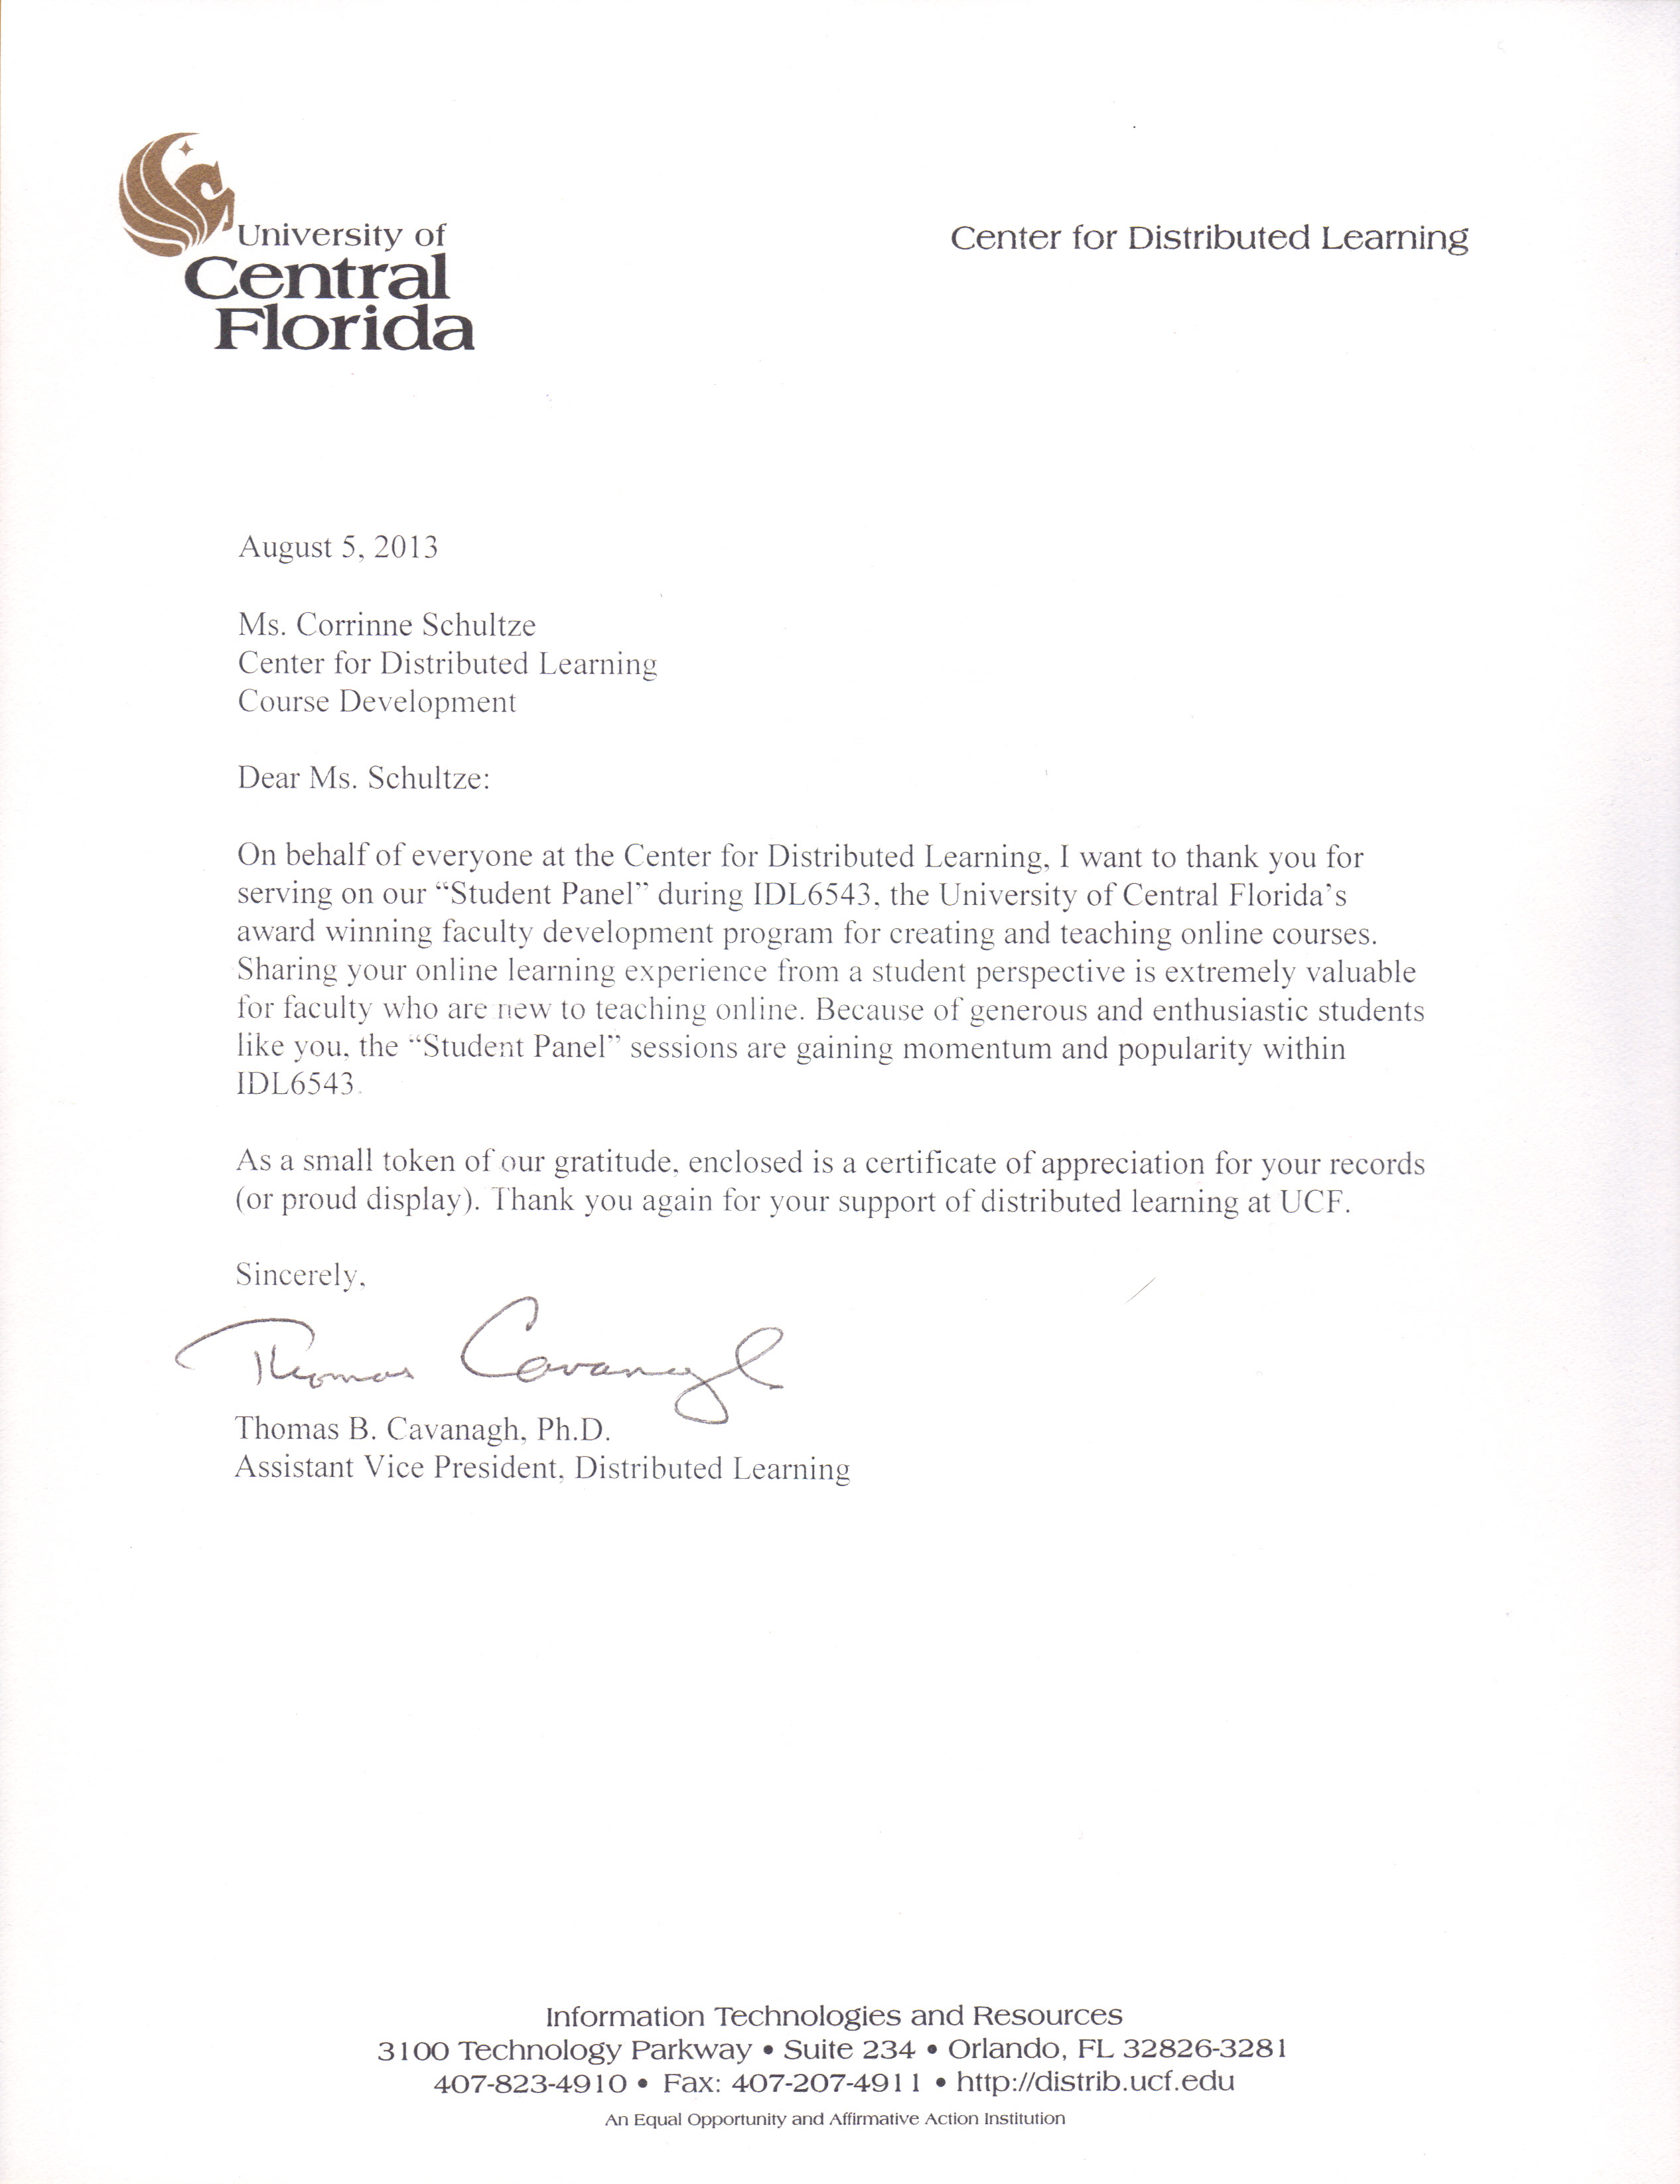 University of
Central
Florida
Center for Distributed Learning
August 5, 2013
Ms. Corrinne Schultze
Center for Distributed Learning
Course Development
Dear Ms. Schultze:
On behalf of everyone at the Center for Distributed Learning, I want to thank you for
serving on our “Student Panel” during IDL6543, the University of Central Florida’s
award winning faculty development program for creating and teaching online courses.
Sharing your online learning experience from a student perspective is extremely valuable
for faculty who are new to teaching online. Because of generous and enthusiastic students
like you, the “Student Panel” sessions are gaining momentum and popularity within
IDL6543.
As a small token of our gratitude, enclosed is a certificate of appreciation for your records
(or proud display). Thank you again for your support of distributed learning at UCF.
Sincerely,
Thomas Cavanagh
Thomas B. Cavanagh, Ph.D.
Assistant Vice President, Distributed Learning
Information Technologies and Resources
3100 Technology Parkway • Suite 234 • Orlando, FL 32826-3281
407-823-4910 • Fax: 407-207-4911 • http://distrib.ucf.edu
An Equal Opportunity and Affirmative Action Institution